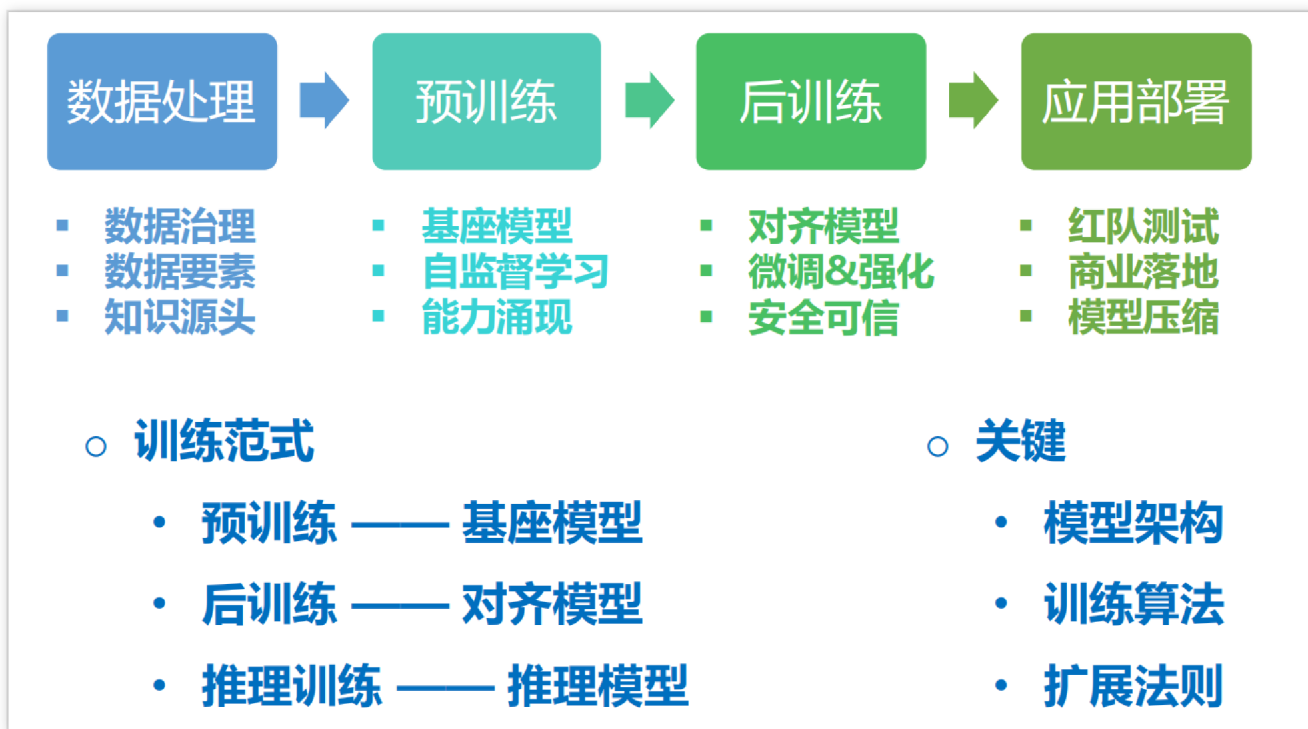 数据处理
预训练
后训练
应用部署
数据治理
数据要素
知识源头
基座模型
自监督学习
能力涌现
对齐模型
微调&强化
安全可信
红队测试
商业落地
模型压缩
训练范式
预训练 —— 基座模型
后训练 —— 对齐模型
推理训练 —— 推理模型
关键
模型架构
训练算法
扩展法则